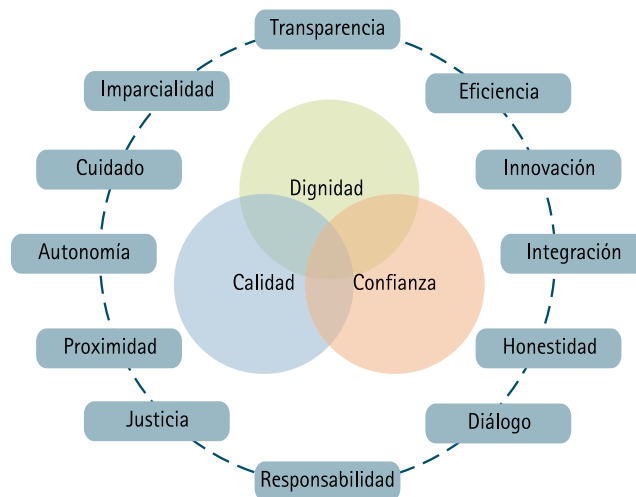 Transparencia
Imparcialidad
Eficiencia
Cuidado
Dignidad
Innovación
Autonomía
Calidad
Confianza
Integración
Proximidad
Honestidad
Justicia
Diálogo
Responsabilidad